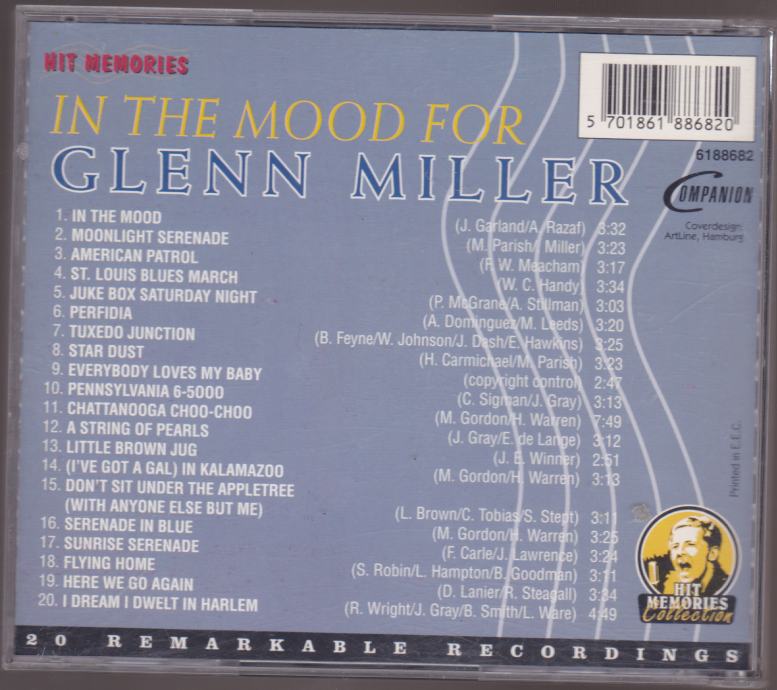 HIT MEMORIES
IN THE MOOD FOR
GLENN MILLER
5 701861 886820
6188682
COMPANION
Coverdesign:
ArtLine, Hamburg
1. IN THE MOOD (J. Garland/A. Razaf) 3:32
2. MOONLIGHT SERENADE (M. Parish/. Miller) 3:23
3. AMERICAN PATROL (F. W. Meacham) 3:17
4. ST. LOUIS BLUES MARCH (W. C. Handy) 3:34
5. JUKE BOX SATURDAY NIGHT (P. McGrane/A. Stillman) 3:03
6. PERFIDIA (A. Dominguez/M. Leeds) 3:20
7. TUXEDO JUNCTION (B. Feyne/W. Johnson/J. Dash/E. Hawkins) 3:25
8. STAR DUST (H. Carmichael/M. Parish) 3:23
9. EVERYBODY LOVES MY BABY (copyright control) 2:47
10. PENNSYLVANIA 6-5000 (C. Sigman/J. Gray) 3:13
11. CHATTANOOGA CHOO-CHOO (M. Gordon/H. Warren) 7:49
12. A STRING OF PEARLS (J. Gray/E. de Lange) 3:12
13. LITTLE BROWN JUG (J. E. Winner) 2:51
14. (I'VE GOT A GAL) IN KALAMAZOO (M. Gordon/H. Warren) 3:13
15. DON'T SIT UNDER THE APPLETREE
(WITH ANYONE ELSE BUT ME) (L. Brown/C. Tobias/S. Stept) 3:11
16. SERENADE IN BLUE (M. Gordon/H. Warren) 3:25
17. SUNRISE SERENADE (F. Carle/J. Lawrence) 3:24
18. FLYING HOME (S. Robin/L. Hampton/B. Goodman) 3:11
19. HERE WE GO AGAIN (D. Lanier/R. Steagall) 3:34
20. I DREAM I DWELT IN HARLEM (R. Wright/J. Gray/B. Smith/L. Ware) 4:49
Printed in E.E.C.
HIT
MEMORIES
Collection
20 REMARKABLE RECORDINGS